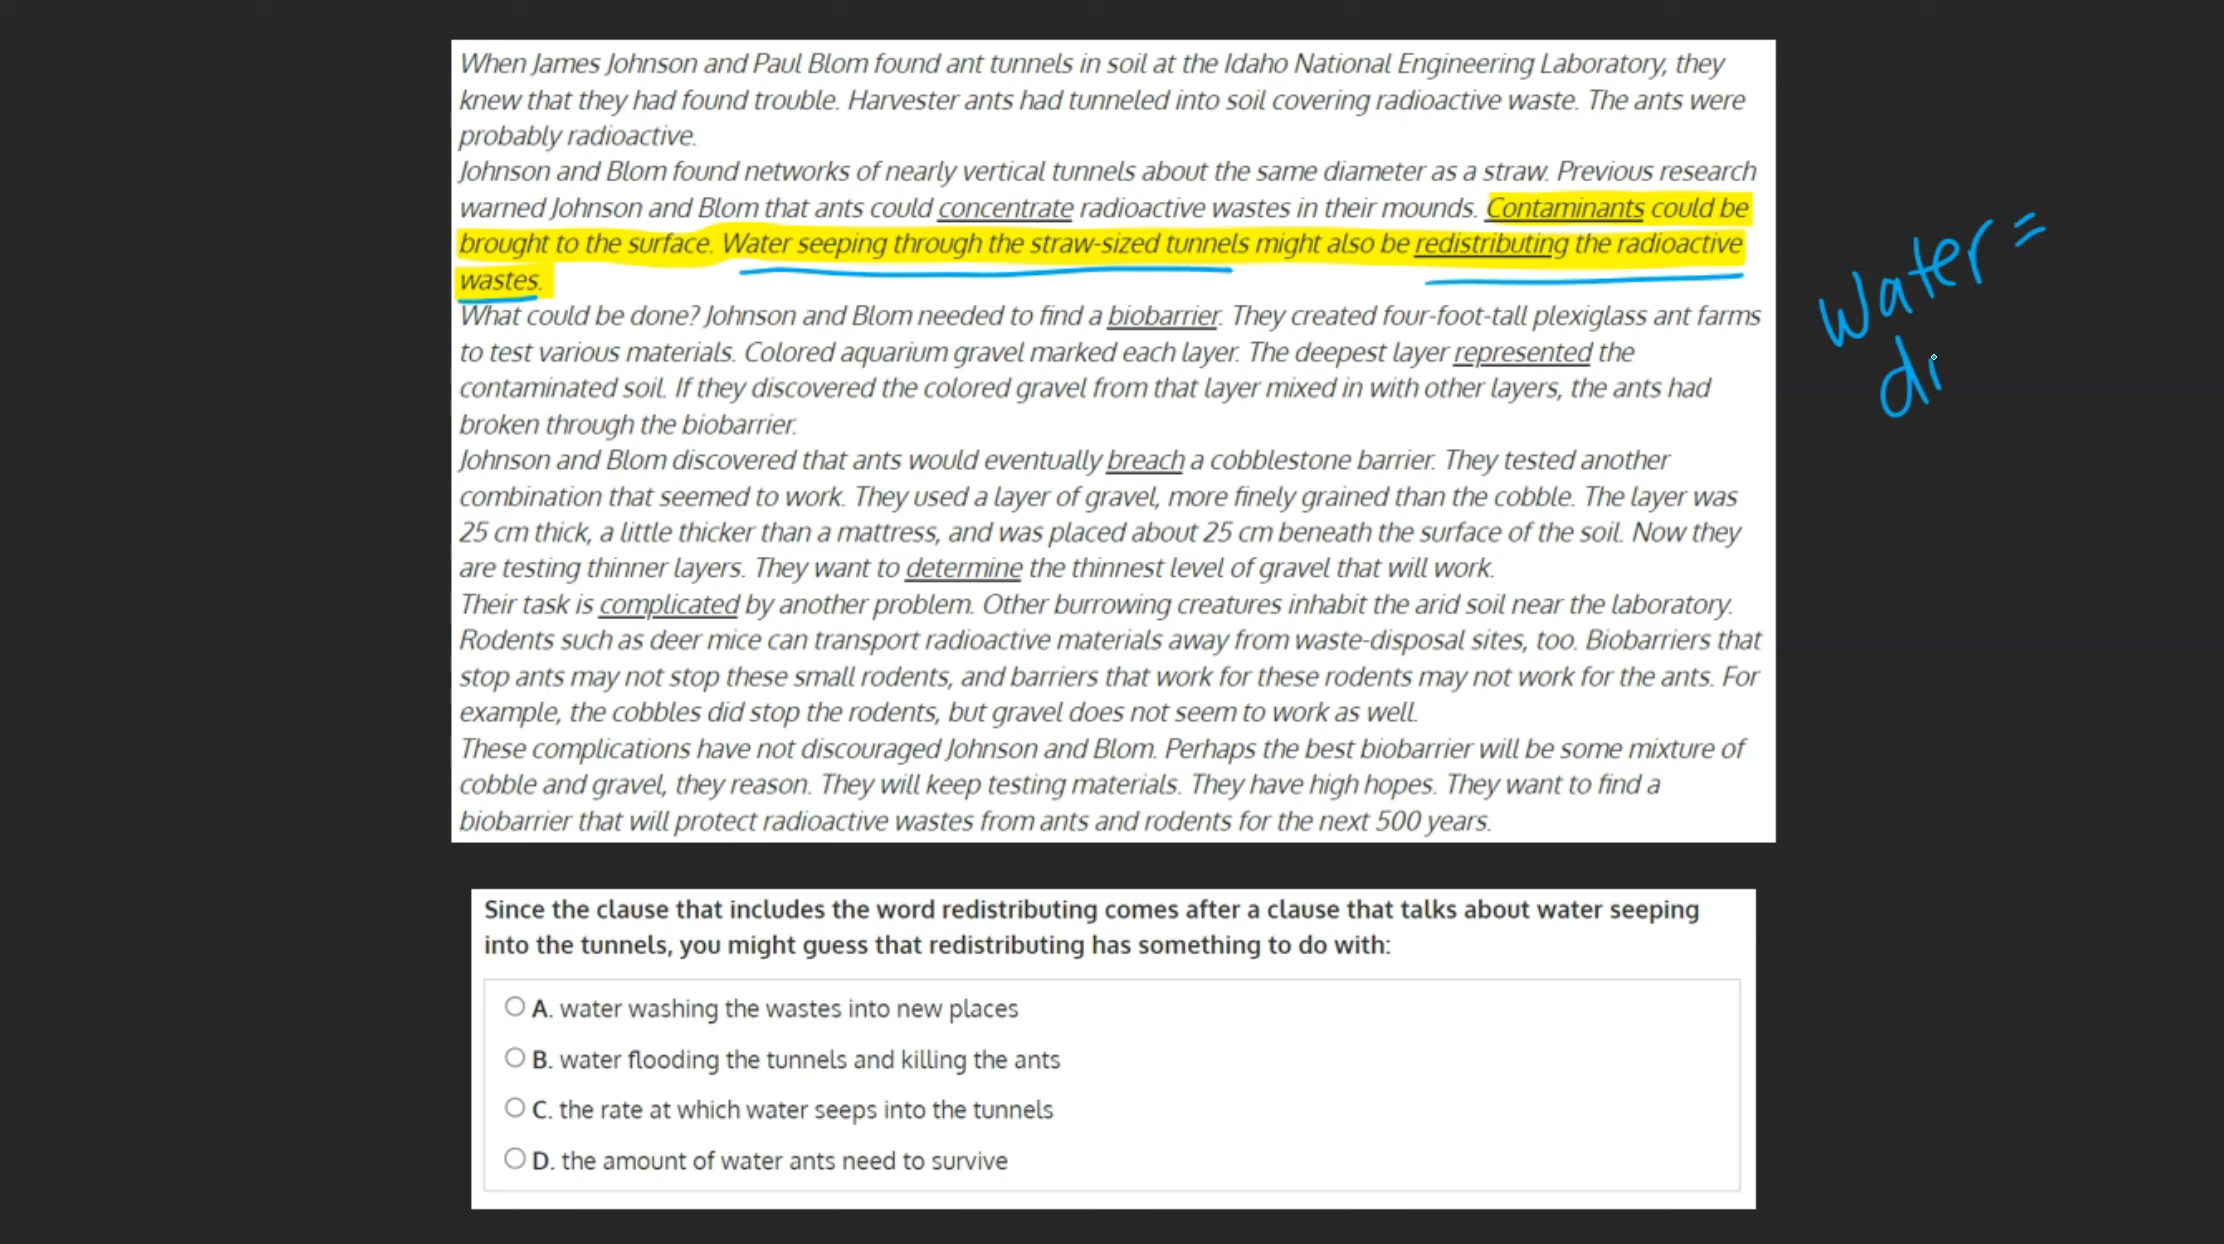 When James Johnson and Paul Blom found ant tunnels in soil at the Idaho National Engineering Laboratory, they
knew that they had found trouble. Harvester ants had tunneled into soil covering radioactive waste. The ants were
probably radioactive.
Johnson and Blom found networks of nearly vertical tunnels about the same diameter as a straw. Previous research
warned Johnson and Blom that ants could concentrate radioactive wastes in their mounds. Contaminants could be
brought to the surface. Water seeping through the straw-sized tunnels might also be redistributing the radioactive
wastes.
What could be done? Johnson and Blom needed to find a biobarrier. They created four-foot-tall plexiglass ant farms
to test various materials. Colored aquarium gravel marked each layer. The deepest layer represented the
contaminated soil. If they discovered the colored gravel from that layer mixed in with other layers, the ants had
broken through the biobarrier.
Johnson and Blom discovered that ants would eventually breach a cobblestone barrier. They tested another
combination that seemed to work. They used a layer of gravel, more finely grained than the cobble. The layer was
25 cm thick, a little thicker than a mattress, and was placed about 25 cm beneath the surface of the soil. Now they
are testing thinner layers. They want to determine the thinnest level of gravel that will work.
Their task is complicated by another problem. Other burrowing creatures inhabit the arid soil near the laboratory.
Rodents such as deer mice can transport radioactive materials away from waste-disposal sites, too. Biobarriers that
stop ants may not stop these small rodents, and barriers that work for these rodents may not work for the ants. For
example, the cobbles did stop the rodents, but gravel does not seem to work as well.
These complications have not discouraged Johnson and Blom. Perhaps the best biobarrier will be some mixture of
cobble and gravel, they reason. They will keep testing materials. They have high hopes. They want to find a
biobarrier that will protect radioactive wastes from ants and rodents for the next 500 years.
Water =
di
Since the clause that includes the word redistributing comes after a clause that talks about water seeping
into the tunnels, you might guess that redistributing has something to do with:
A. water washing the wastes into new places
B. water flooding the tunnels and killing the ants
C. the rate at which water seeps into the tunnels
D. the amount of water ants need to survive